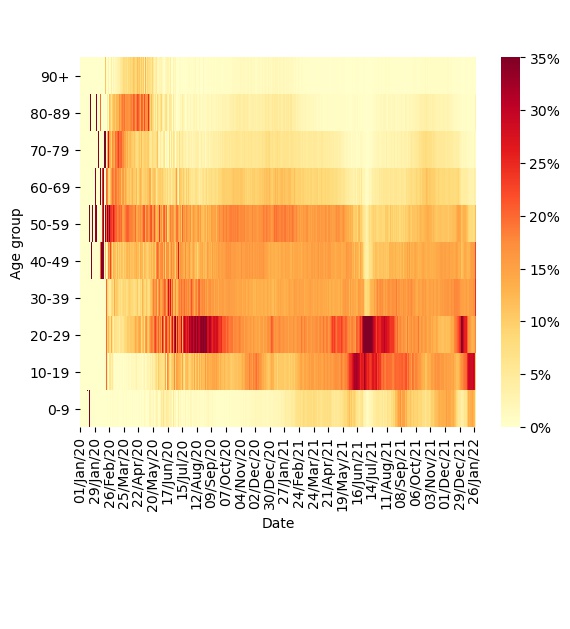 35%
90+
80-89
30%
70-79
25%
60-69
20%
50-59
15%
40-49
30-39
10%
20-29
5%
10-19
0-9
0%
Age group
01/Jan/20
29/Jan/20
26/Feb/20
25/Mar/20
22/Apr/20
20/May/20
17/Jun/20
15/Jul/20
12/Aug/20
09/Sep/20
07/Oct/20
04/Nov/20
02/Dec/20
30/Dec/20
27/Jan/21
24/Feb/21
24/Mar/21
21/Apr/21
19/May/21
16/Jun/21
14/Jul/21
11/Aug/21
08/Sep/21
06/Oct/21
03/Nov/21
01/Dec/21
29/Dec/21
26/Jan/22
Date